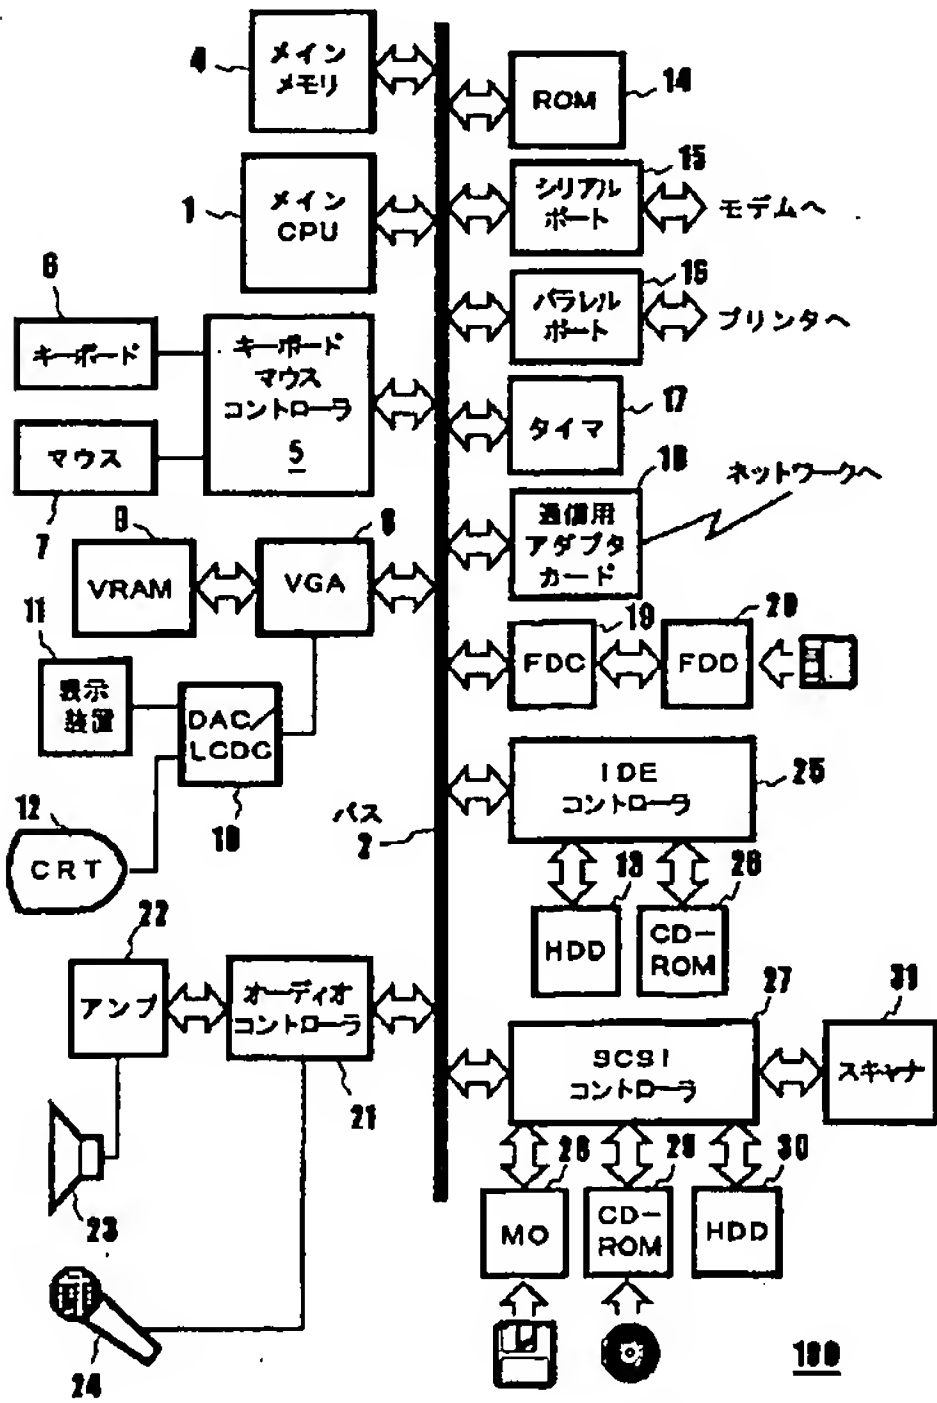 4
メイン
メモリ
ROM
14
1
メイン
CPU
シリアル
ポート
15
モデムへ
6
キーボード
キーボード
マウス
コントローラ
5
パラレル
ポート
16
プリンタへ
マウス
7
タイマ
17
9
VRAM
8
VGA
通信用
アダプタ
カード
18
ネットワークへ
11
表示
装置
DAC/
LCDC
10
FDC
19
FDD
20
12
CRT
バス
2
IDE
コントローラ
25
HDD
13
CD-
ROM
26
22
アンプ
オーディオ
コントローラ
21
SCSI
コントローラ
27
31
スキャナ
23
MO
28
CD-
ROM
29
HDD
30
24
100